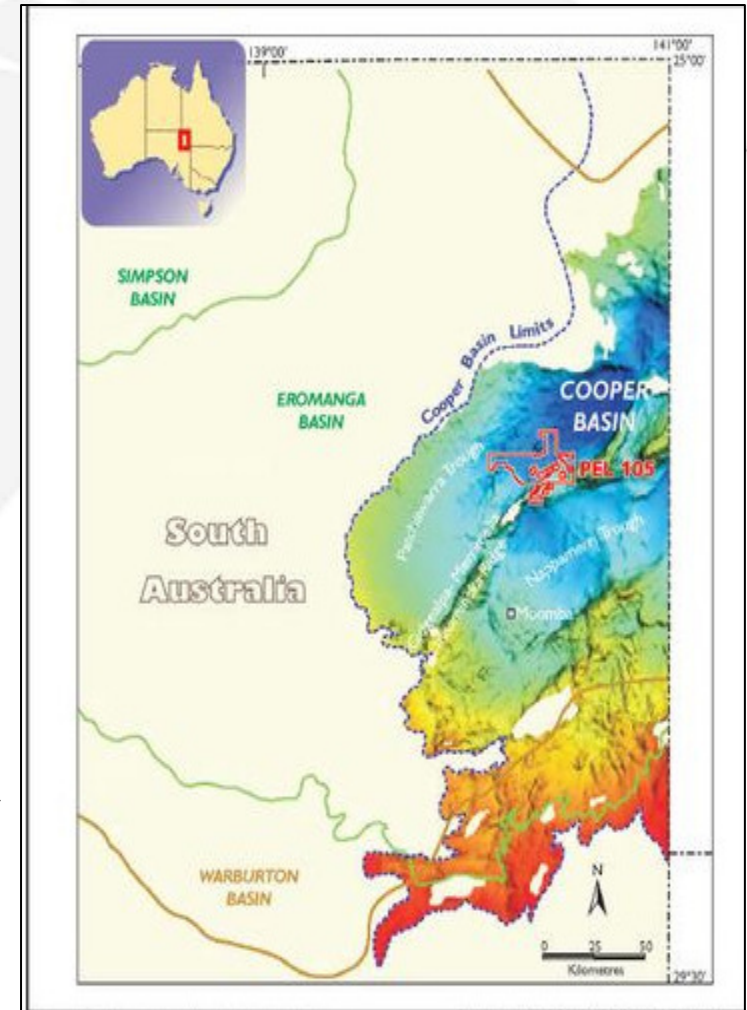 139°00'
141°00'
25°00'
SIMPSON
BASIN
Cooper Basin Limits
EROMANGA
BASIN
COOPER
BASIN
PEL 105
Patchawarra Trough
Nappamerri Trough
South
Australia
Moomba
WARBURTON
BASIN
N
0 25 50
Kilometres
29°30'